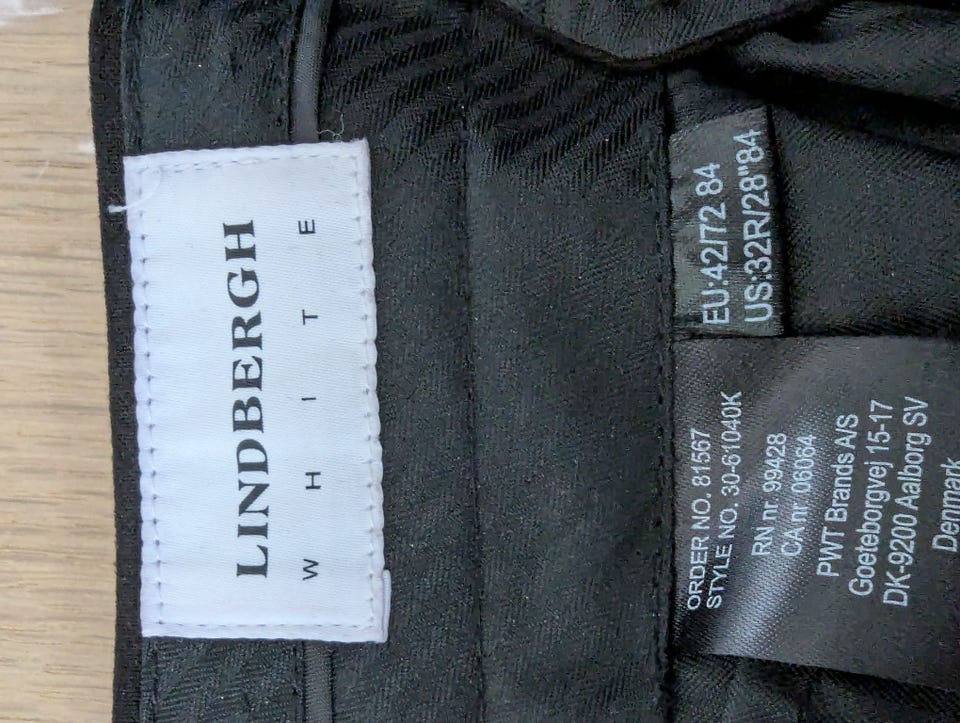 LINDBERGH
WHITE
EU:42/72 84
US:32R/28"84
ORDER NO. 81567
STYLE NO. 30-61040K
RN nr. 99428
CA nr. 06064
PWT Brands A/S
Goeteborgvej 15-17
DK-9200 Aalborg SV
Denmark